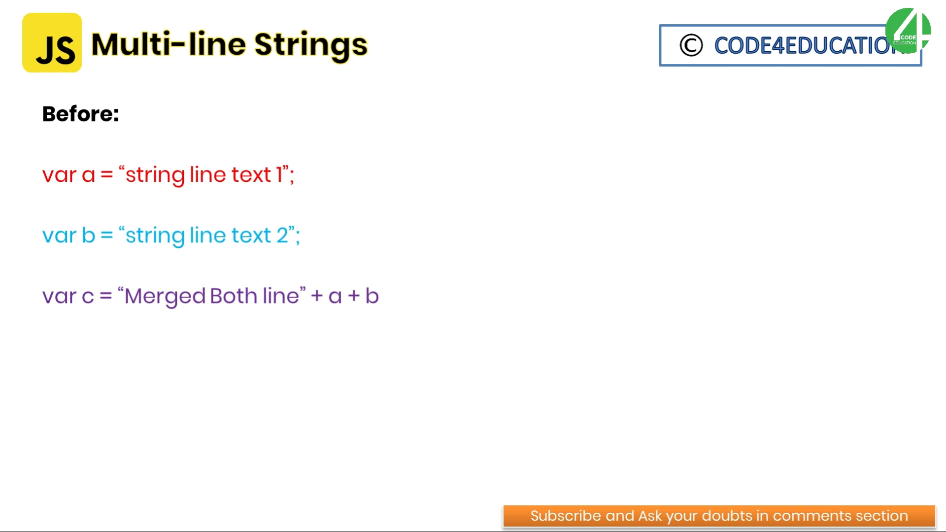 JS Multi-line Strings
© CODE4EDUCATION
4 CODE EDUCATION
Before:
var a = “string line text 1”;
var b = “string line text 2”;
var c = “Merged Both line” + a + b
Subscribe and Ask your doubts in comments section